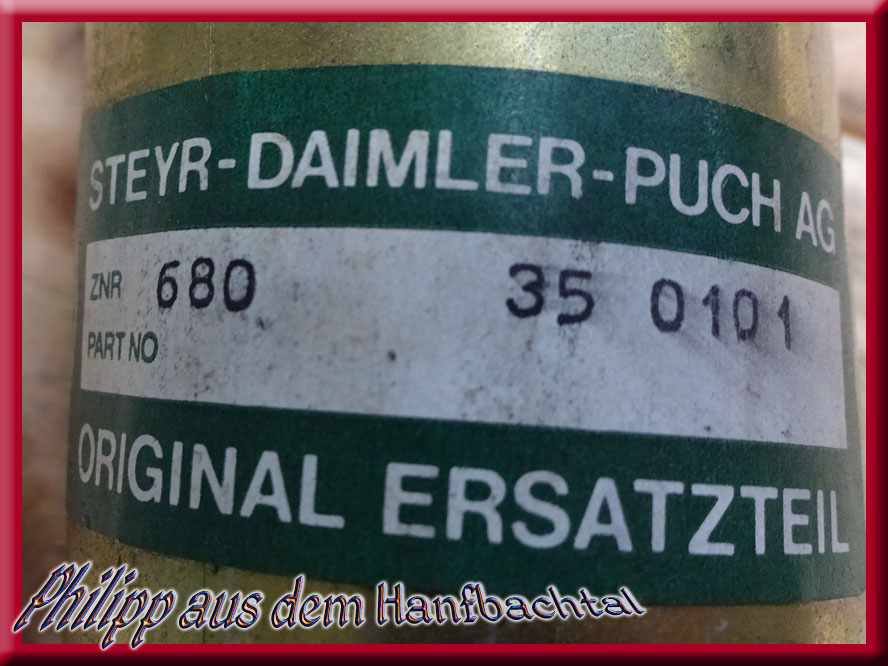 STEYR-DAIMLER-PUCH AG
ZNR 680 35 0101
PART NO
ORIGINAL ERSATZTEIL
Philipp aus dem Hanfbachtal